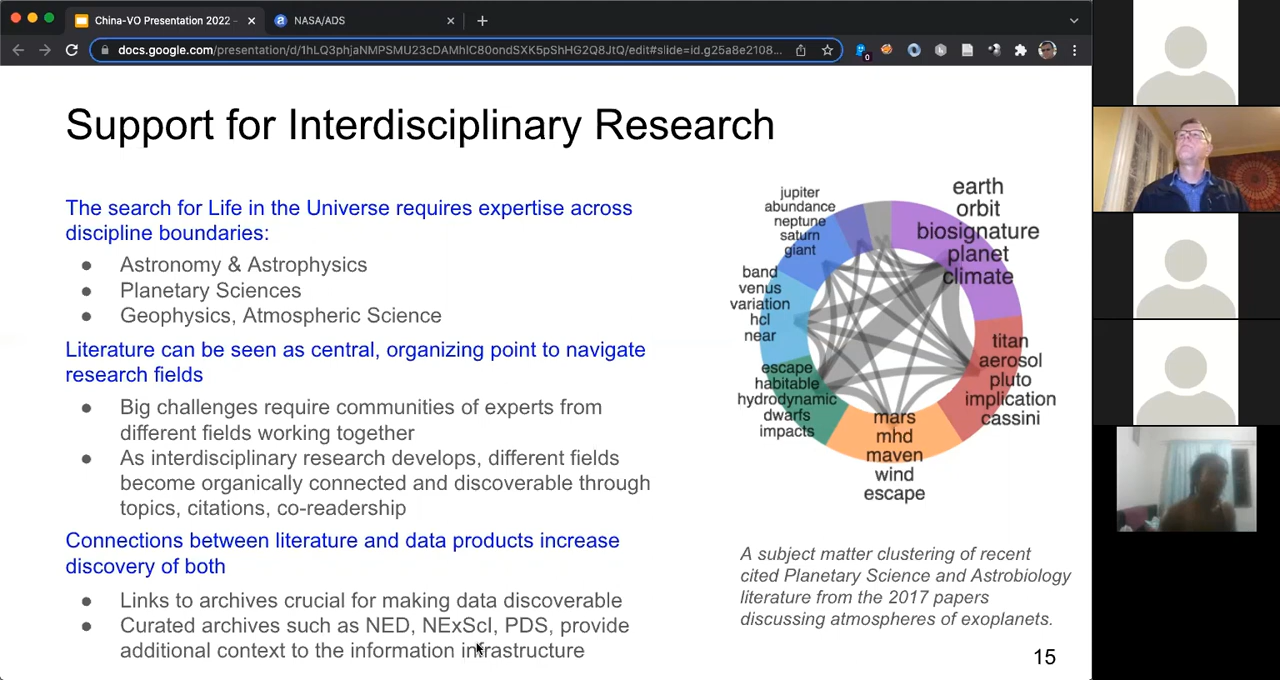 China-VO Presentation 2022 -
NASA/ADS
docs.google.com/presentation/d/1hLQ3phjaNMPSMU23cDAMhlC80ondSXK5pShHG2Q8JtQ/edit#slide=id.g25a8e2108...
0
Support for Interdisciplinary Research
The search for Life in the Universe requires expertise across
discipline boundaries:
● Astronomy & Astrophysics
● Planetary Sciences
● Geophysics, Atmospheric Science
Literature can be seen as central, organizing point to navigate
research fields
● Big challenges require communities of experts from
different fields working together
● As interdisciplinary research develops, different fields
become organically connected and discoverable through
topics, citations, co-readership
Connections between literature and data products increase
discovery of both
● Links to archives crucial for making data discoverable
● Curated archives such as NED, NExScI, PDS, provide
additional context to the information infrastructure
jupiter
abundance
neptune
saturn
giant
earth
orbit
biosignature
planet
climate
band
venus
variation
hcl
near
titan
aerosol
pluto
implication
cassini
escape
habitable
hydrodynamic
dwarfs
impacts
mars
mhd
maven
wind
escape
A subject matter clustering of recent
cited Planetary Science and Astrobiology
literature from the 2017 papers
discussing atmospheres of exoplanets.
15